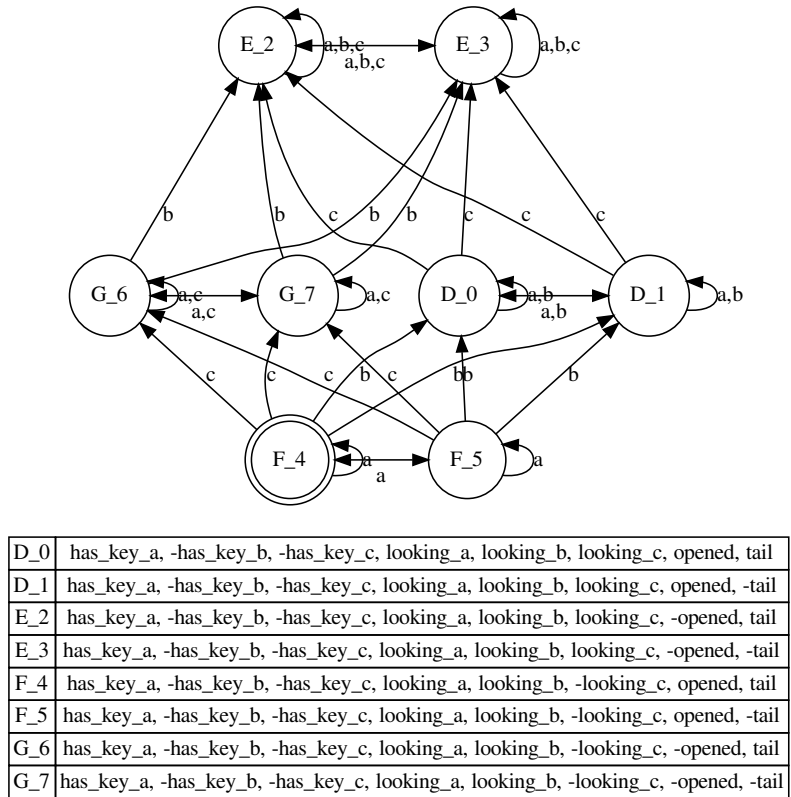 E_2
E_3
a,b,c
a,b,c
a,b,c
b
b
c
b
b
c
c
c
G_6
G_7
D_0
D_1
a,c
a,c
a,c
a,b
a,b
a,b
c
c
c
b
c
b
b
b
F_4
F_5
a
a
a
D_0 has_key_a, -has_key_b, -has_key_c, looking_a, looking_b, looking_c, opened, tail
D_1 has_key_a, -has_key_b, -has_key_c, looking_a, looking_b, looking_c, opened, -tail
E_2 has_key_a, -has_key_b, -has_key_c, looking_a, looking_b, looking_c, -opened, tail
E_3 has_key_a, -has_key_b, -has_key_c, looking_a, looking_b, looking_c, -opened, -tail
F_4 has_key_a, -has_key_b, -has_key_c, looking_a, looking_b, -looking_c, opened, tail
F_5 has_key_a, -has_key_b, -has_key_c, looking_a, looking_b, -looking_c, opened, -tail
G_6 has_key_a, -has_key_b, -has_key_c, looking_a, looking_b, -looking_c, -opened, tail
G_7 has_key_a, -has_key_b, -has_key_c, looking_a, looking_b, -looking_c, -opened, -tail